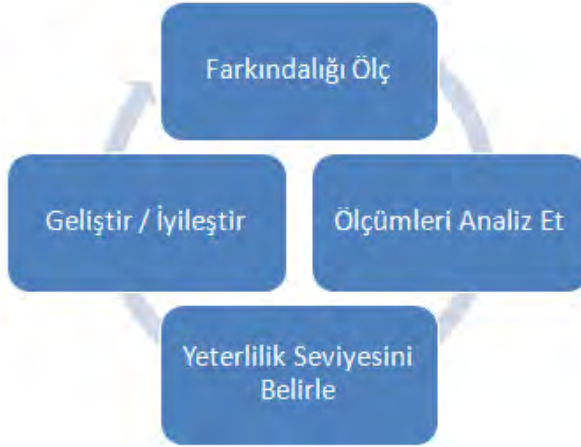 Farkındalığı Ölç
Geliştir / İyileştir
Ölçümleri Analiz Et
Yeterlilik Seviyesini
Belirle